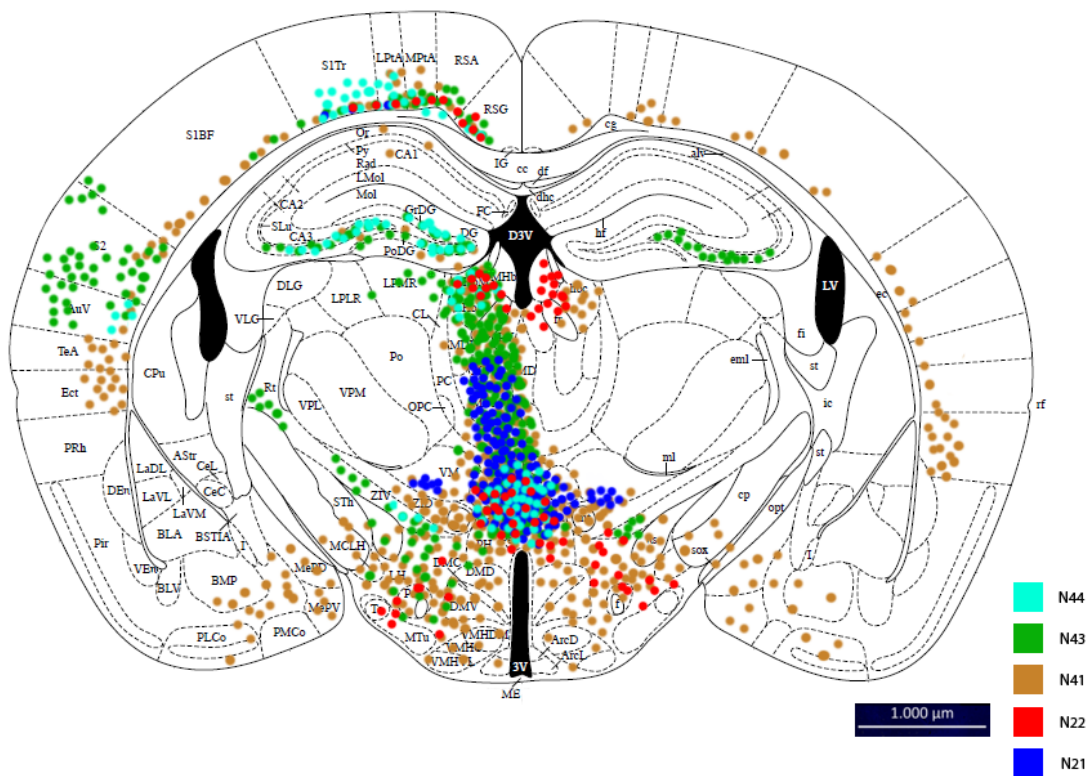 S1Tr
LPtA
MPtA
RSA
RSG
S1BF
Or
Py
CA1
Rad
LMol
Mol
IG
cc
df
dhc
cg
alv
CA2
SLu
CA3
GrDG
PoDG
DG
FC
D3V
hf
S2
AuV
TeA
Ect
PRh
DLG
LPLR
LPMR
MHb
VLG
CL
LV
ec
fi
st
eml
ic
rf
CPu
st
Rt
Po
VPM
VPL
PC
OPC
MD
ml
VM
st
cp
opt
AStr
LaDL
CeL
CeC
DEn
LaVL
LaVM
BLA
BSTIA
I
STh
ZIV
ZID
MCLH
LH
PH
DMC
DMD
DMV
sox
Pir
VEn
BLV
BMP
MePD
MePV
PLCo
PMCo
MTu
VMHDM
VMHC
VMHVL
f
ArcD
ArcL
3V
ME
I
N44
N43
N41
N22
N21
1.000 µm